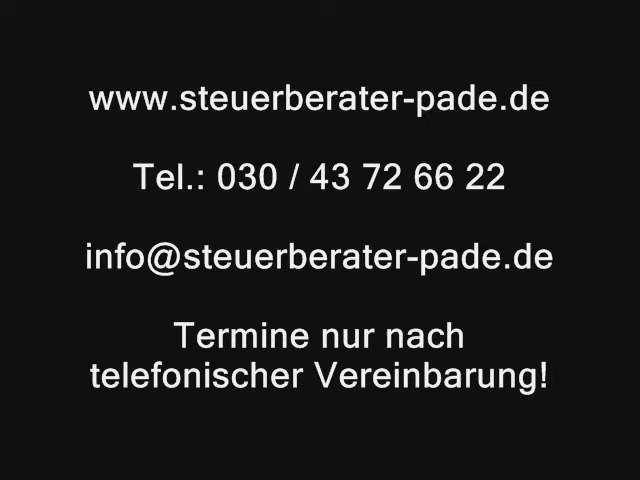 www.steuerberater-pade.de
Tel.: 030 / 43 72 66 22
info@steuerberater-pade.de
Termine nur nach
telefonischer Vereinbarung!